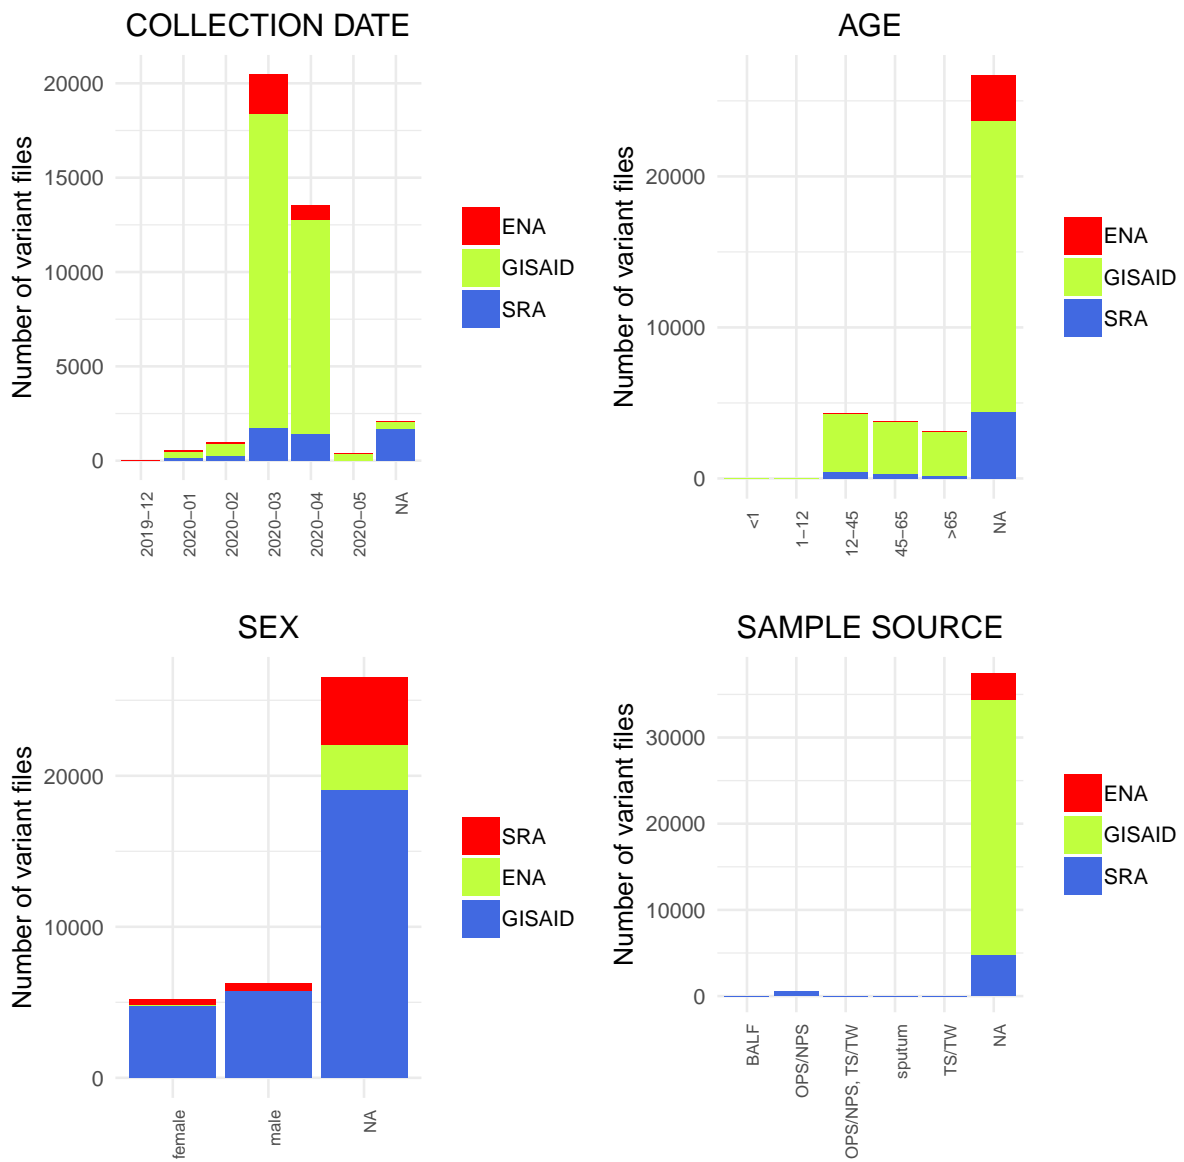 COLLECTION DATE
Number of variant files
20000
15000
10000
5000
0
2019–12
2020–01
2020–02
2020–03
2020–04
2020–05
NA
ENA
GISAID
SRA
AGE
Number of variant files
20000
10000
0
<1
1–12
12–45
45–65
>65
NA
ENA
GISAID
SRA
SEX
Number of variant files
20000
10000
0
female
male
NA
SRA
ENA
GISAID
SAMPLE SOURCE
Number of variant files
30000
20000
10000
0
BALF
OPS/NPS
OPS/NPS, TS/TW
sputum
TS/TW
NA
ENA
GISAID
SRA